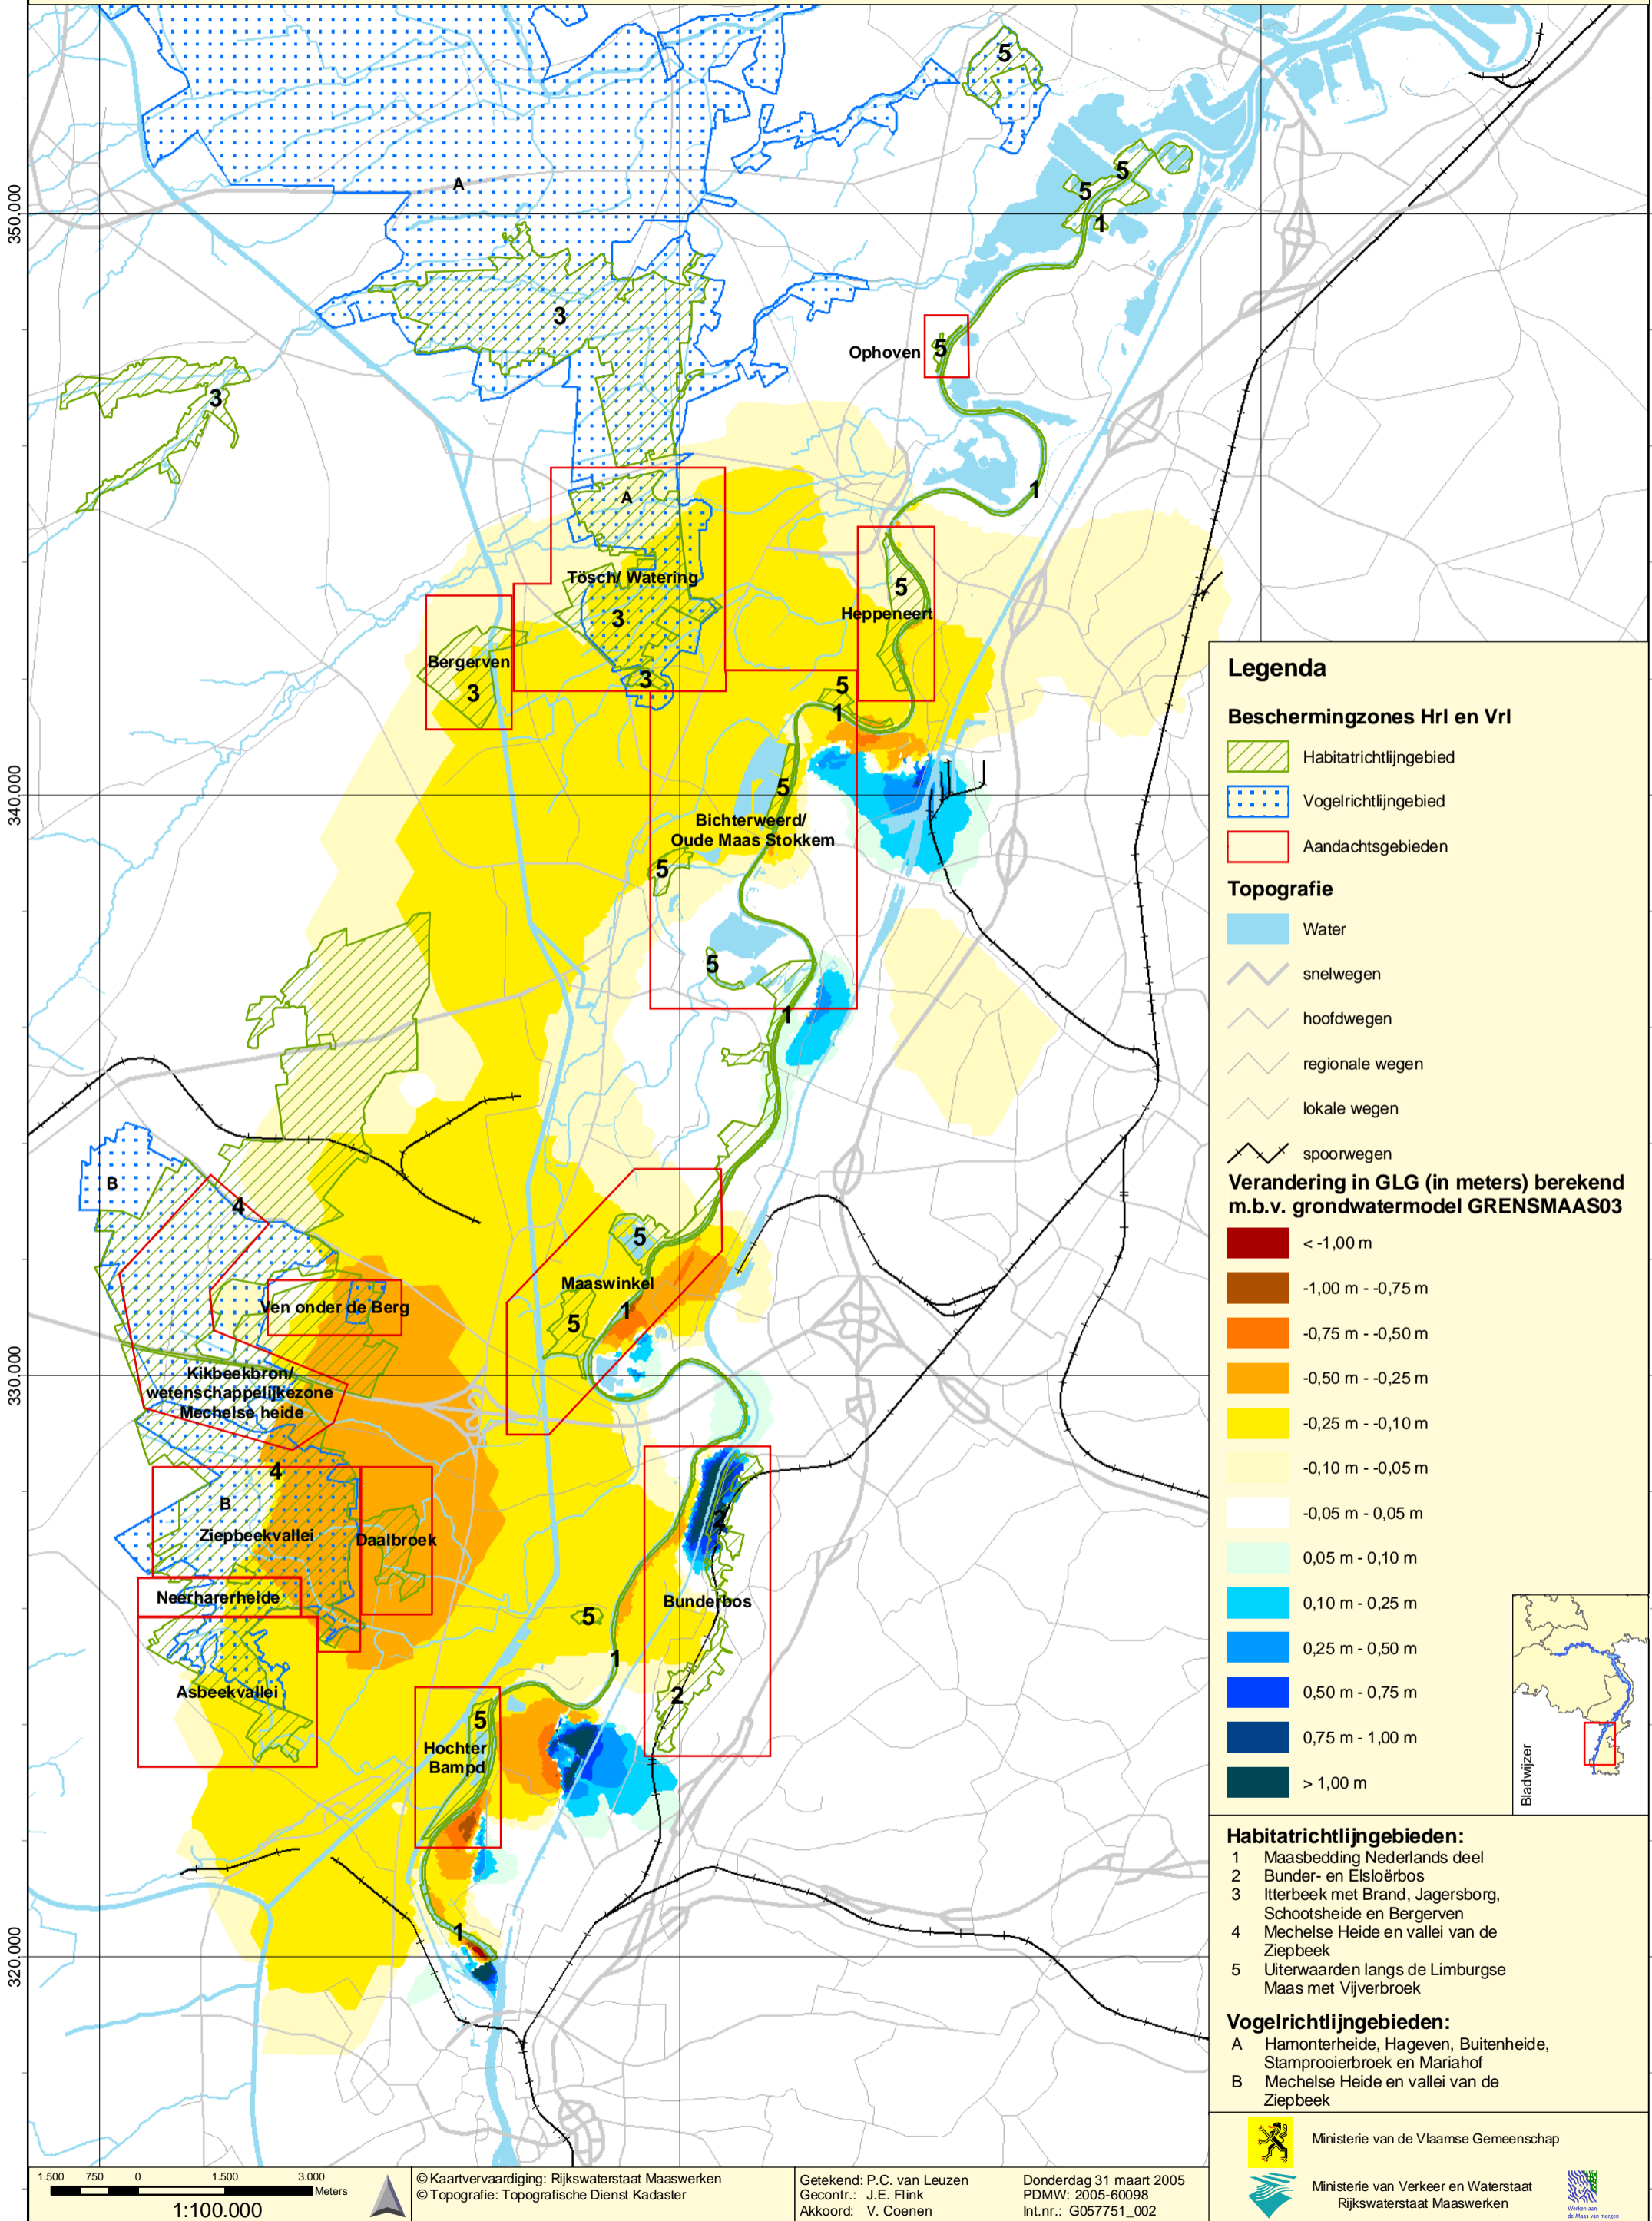 5
5
5
1
A
350.000
3
3
Ophoven
5
1
A
Tösch/ Watering
3
3
5
Heppeneert
Bergerven
3
5
1
340.000
5
Bichterweerd/
Oude Maas Stokkem
5
5
1
B
4
5
Maaswinkel
1
5
Ven onder de Berg
330.000
Kikbeekbron/
wetenschappelijkezone
Mechelse heide
4
B
Ziepbeekvallei
Daalbroek
2
Neerharerheide
Bunderbos
5
1
Asbeekvallei
2
5
Hochter
Bampd
1
320.000
Legenda
Beschermingzones Hrl en Vrl
Habitatrichtlijngebied
Vogelrichtlijngebied
Aandachtsgebieden
Topografie
Water
snelwegen
hoofdwegen
regionale wegen
lokale wegen
spoorwegen
Verandering in GLG (in meters) berekend
m.b.v. grondwatermodel GRENSMAAS03
< -1,00 m
-1,00 m - -0,75 m
-0,75 m - -0,50 m
-0,50 m - -0,25 m
-0,25 m - -0,10 m
-0,10 m - -0,05 m
-0,05 m - 0,05 m
0,05 m - 0,10 m
0,10 m - 0,25 m
0,25 m - 0,50 m
0,50 m - 0,75 m
0,75 m - 1,00 m
> 1,00 m
Bladwijzer
Habitatrichtlijngebieden:
1 Maasbedding Nederlands deel
2 Bunder- en Elsloërbos
3 Itterbeek met Brand, Jagersborg,
Schootsheide en Bergerven
4 Mechelse Heide en vallei van de
Ziepbeek
5 Uiterwaarden langs de Limburgse
Maas met Vijverbroek
Vogelrichtlijngebieden:
A Hamonterheide, Hageven, Buitenheide,
Stamprooierbroek en Mariahof
B Mechelse Heide en vallei van de
Ziepbeek
Ministerie van de Vlaamse Gemeenschap
Ministerie van Verkeer en Waterstaat
Rijkswaterstaat Maaswerken
Werken aan
de Maas van morgen
1.500 750 0 1.500 3.000
Meters
1:100.000
© Kaartvervaardiging: Rijkswaterstaat Maaswerken
© Topografie: Topografische Dienst Kadaster
Getekend: P.C. van Leuzen
Gecontr.: J.E. Flink
Akkoord: V. Coenen
Donderdag 31 maart 2005
PDMW: 2005-60098
Int.nr.: G057751_002